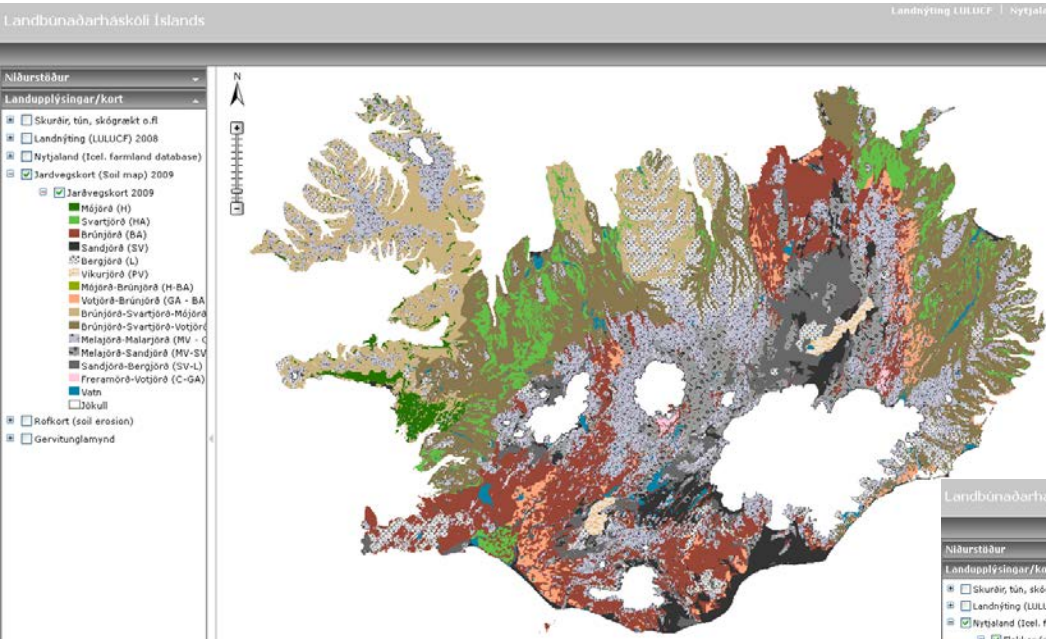 Landbúnaðarháskóli Íslands
Landnýting LULUCF | Nytjala
Niðurstöður
Landupplýsingar/kort
Skurðir, tún, skógrækt o.fl
Landnýting (LULUCF) 2008
Nytjaland (Icel. farmland database)
Jardvegskort (Soil map) 2009
Jarðvegskort 2009
Mójörð (H)
Svartjörð (HA)
Brúnjörð (BA)
Sandjörð (SV)
Bergjörð (L)
Vikurjörð (PV)
Mójörð-Brúnjörð (H-BA)
Votjörð-Brúnjörð (GA - BA
Brúnjörð-Svartjörð-Mójörð
Brúnjörð-Svartjörð-Votjörð
Melajörð-Malarjörð (MV - C
Melajörð-Sandjörð (MV-SV
Sandjörð-Bergjörð (SV-L)
Freramörð-Votjörð (C-GA)
Vatn
Jökull
Rofkort (soil erosion)
Gervitunglamynd
N
Landbúnaðarhá
Niðurstöður
Landupplýsingar/ko
Skurðir, tún, skó
Landnýting (LULU
Nytjaland (Icel. f